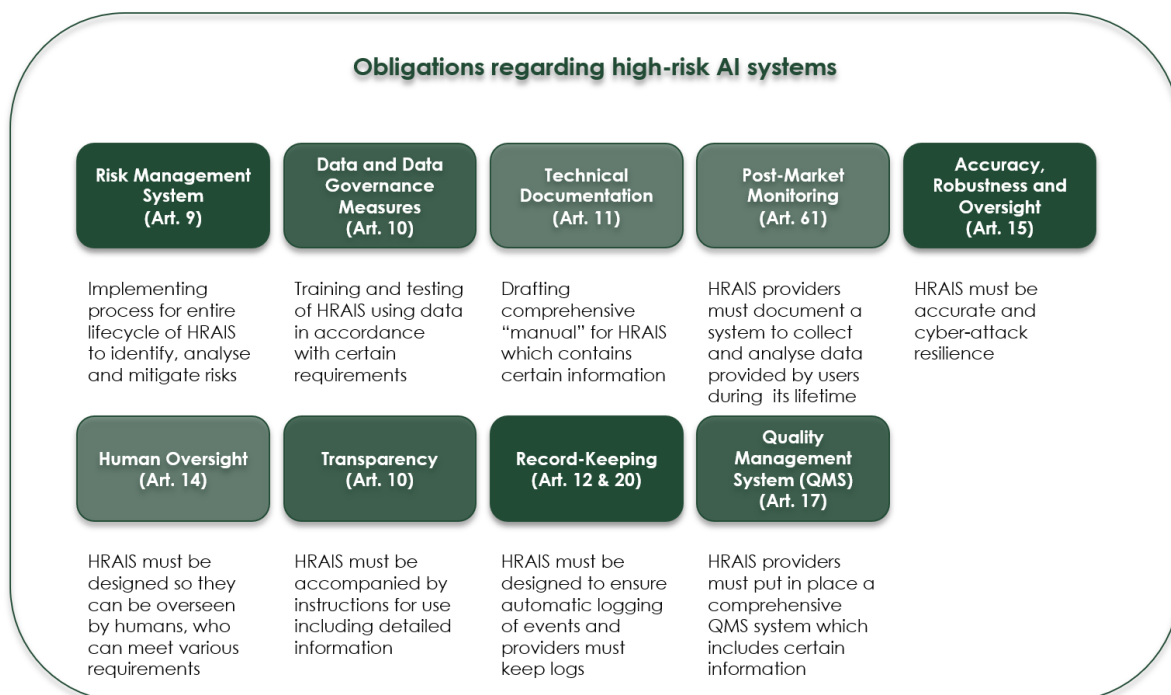 Obligations regarding high-risk AI systems
Risk Management
System
(Art. 9)
Data and Data
Governance
Measures
(Art. 10)
Technical
Documentation
(Art. 11)
Post-Market
Monitoring
(Art. 61)
Accuracy,
Robustness and
Oversight
(Art. 15)
Implementing
process for entire
lifecycle of HRAIS
to identify, analyse
and mitigate risks
Training and testing
of HRAIS using data
in accordance
with certain
requirements
Drafting
comprehensive
“manual” for HRAIS
which contains
certain information
HRAIS providers
must document a
system to collect
and analyse data
provided by users
during its lifetime
HRAIS must be
accurate and
cyber-attack
resilience
Human Oversight
(Art. 14)
Transparency
(Art. 10)
Record-Keeping
(Art. 12 & 20)
Quality
Management
System (QMS)
(Art. 17)
HRAIS must be
designed so they
can be overseen
by humans, who
can meet various
requirements
HRAIS must be
accompanied by
instructions for use
including detailed
information
HRAIS must be
designed to ensure
automatic logging
of events and
providers must
keep logs
HRAIS providers
must put in place a
comprehensive
QMS system which
includes certain
information